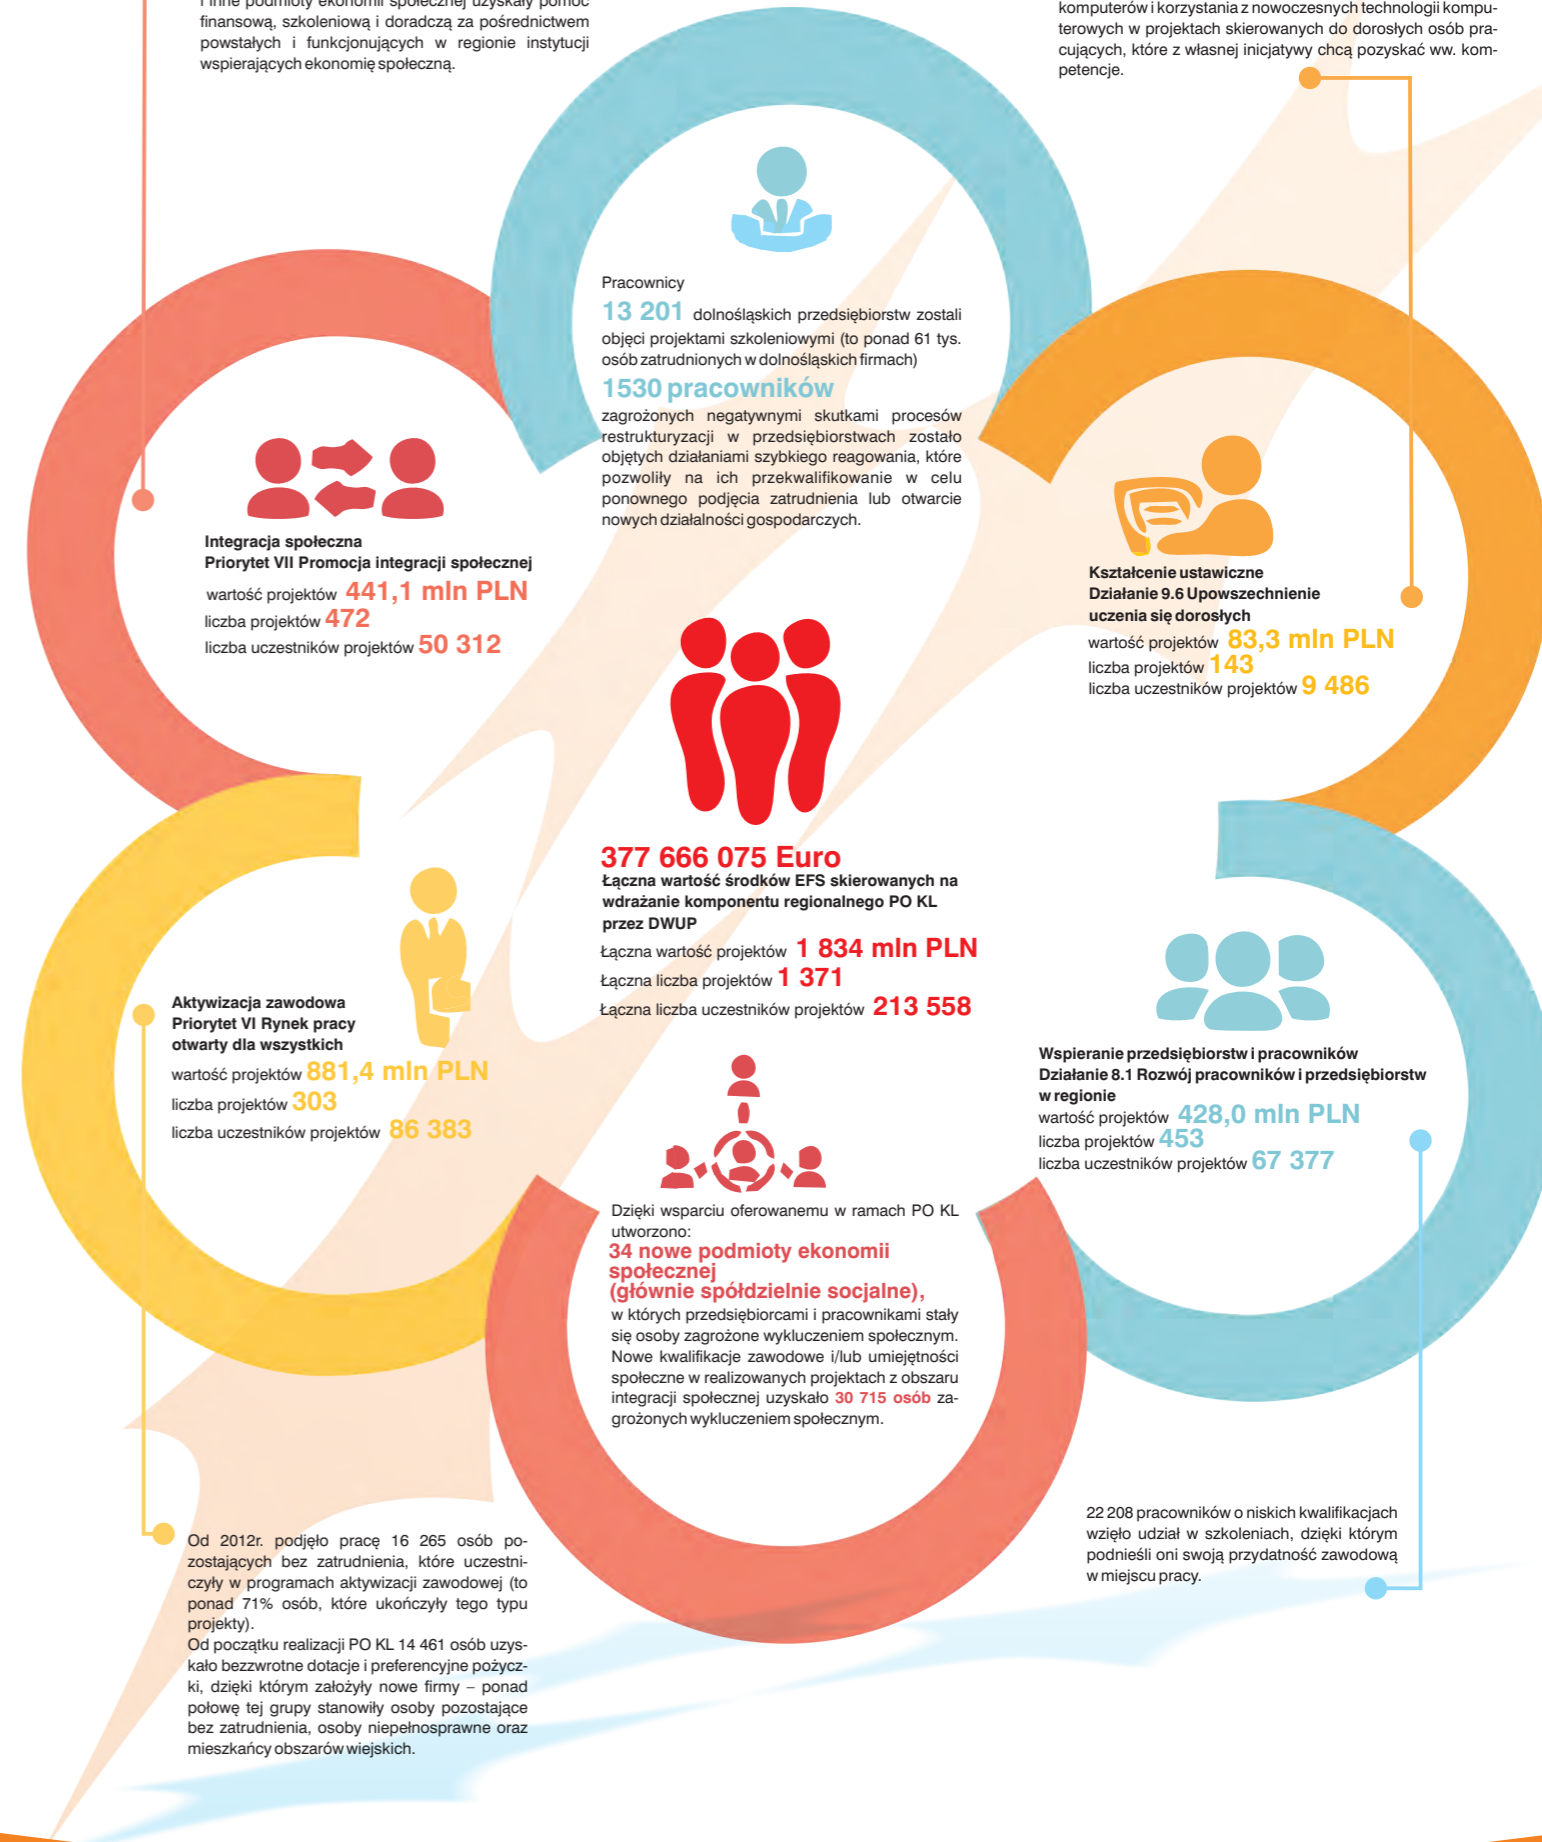 i inne podmioty ekonomii społecznej uzyskały pomoc
finansową, szkoleniową i doradczą za pośrednictwem
powstałych i funkcjonujących w regionie instytucji
wspierających ekonomię społeczną.
komputerów i korzystania z nowoczesnych technologii kompu-
terowych w projektach skierowanych do dorosłych osób pra-
cujących, które z własnej inicjatywy chcą pozyskać ww. kom-
petencje.
Pracownicy
13 201 dolnośląskich przedsiębiorstw zostali
objęci projektami szkoleniowymi (to ponad 61 tys.
osób zatrudnionych w dolnośląskich firmach)
1530 pracowników
zagrożonych negatywnymi skutkami procesów
restrukturyzacji w przedsiębiorstwach zostało
objętych działaniami szybkiego reagowania, które
pozwoliły na ich przekwalifikowanie w celu
ponownego podjęcia zatrudnienia lub otwarcie
nowych działalności gospodarczych.
Integracja społeczna
Priorytet VII Promocja integracji społecznej
wartość projektów 441,1 mln PLN
liczba projektów 472
liczba uczestników projektów 50 312
Kształcenie ustawiczne
Działanie 9.6 Upowszechnienie
uczenia się dorosłych
wartość projektów 83,3 mln PLN
liczba projektów 143
liczba uczestników projektów 9 486
377 666 075 Euro
Łączna wartość środków EFS skierowanych na
wdrażanie komponentu regionalnego PO KL
przez DWUP
Łączna wartość projektów 1 834 mln PLN
Łączna liczba projektów 1 371
Łączna liczba uczestników projektów 213 558
Aktywizacja zawodowa
Priorytet VI Rynek pracy
otwarty dla wszystkich
wartość projektów 881,4 mln PLN
liczba projektów 303
liczba uczestników projektów 86 383
Wspieranie przedsiębiorstw i pracowników
Działanie 8.1 Rozwój pracowników i przedsiębiorstw
w regionie
wartość projektów 428,0 mln PLN
liczba projektów 453
liczba uczestników projektów 67 377
Dzięki wsparciu oferowanemu w ramach PO KL
utworzono:
34 nowe podmioty ekonomii
społecznej
(głównie spółdzielnie socjalne),
w których przedsiębiorcami i pracownikami stały
się osoby zagrożone wykluczeniem społecznym.
Nowe kwalifikacje zawodowe i/lub umiejętności
społeczne w realizowanych projektach z obszaru
integracji społecznej uzyskało 30 715 osób za-
grożonych wykluczeniem społecznym.
22 208 pracowników o niskich kwalifikacjach
wzięło udział w szkoleniach, dzięki którym
podnieśli oni swoją przydatność zawodową
w miejscu pracy.
Od 2012r. podjęło pracę 16 265 osób po-
zostających bez zatrudnienia, które uczestni-
czyły w programach aktywizacji zawodowej (to
ponad 71% osób, które ukończyły tego typu
projekty).
Od początku realizacji PO KL 14 461 osób uzys-
kało bezzwrotne dotacje i preferencyjne pożycz-
ki, dzięki którym założyły nowe firmy – ponad
połowę tej grupy stanowiły osoby pozostające
bez zatrudnienia, osoby niepełnosprawne oraz
mieszkańcy obszarów wiejskich.